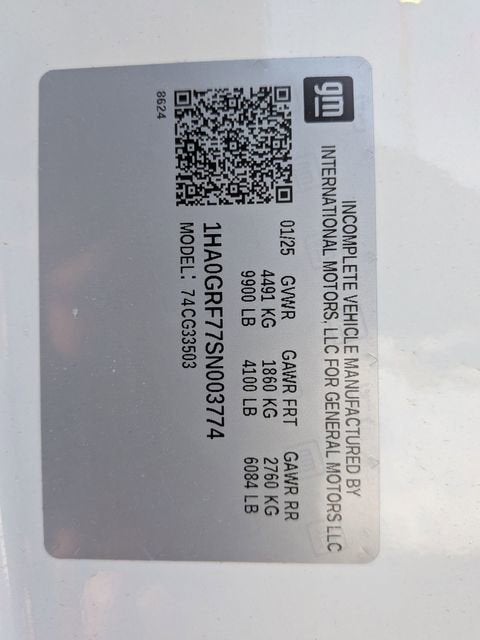 gm
INCOMPLETE VEHICLE MANUFACTURED BY
INTERNATIONAL MOTORS, LLC FOR GENERAL MOTORS LLC
01/25 GVWR GAWR FRT GAWR RR
4491 KG 1860 KG 2760 KG
9900 LB 4100 LB 6084 LB
1HA0GRF77SN003774
MODEL: 74CG33503
8624